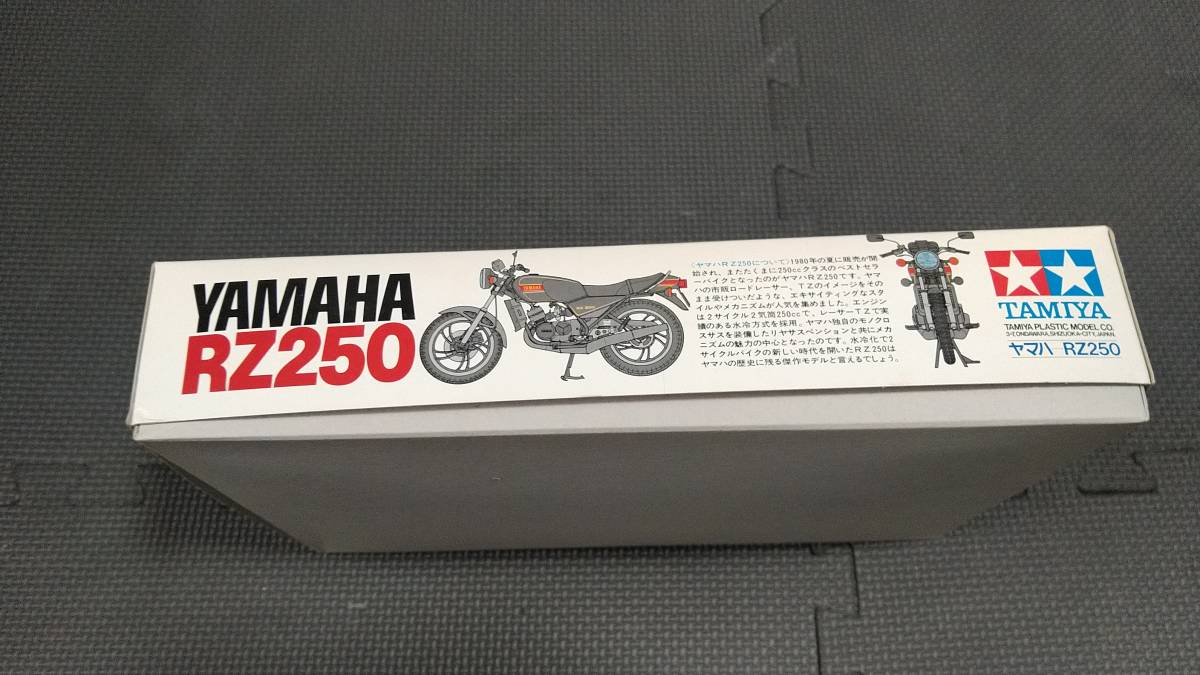 YAMAHA
RZ250
YAMAHA
〈ヤマハRZ250について〉1980年の夏に販売が開
始され、またたくまに250ccクラスのベストセラ
ーバイクとなったのがヤマハRZ250です。ヤマ
ハの市販ロードレーサー、TZのイメージをその
まま受けついだような、エキサイティングなスタ
イルやメカニズムが人気を集めました。エンジン
は2サイクル2気筒250ccで、レーサーTZで実
績のある水冷方式を採用。ヤマハ独自のモノクロ
スサスを装備したリヤサスペンションと共にメカ
ニズムの魅力の中心となったのです。水冷化で2
サイクルバイクの新しい時代を開いたRZ250は
ヤマハの歴史に残る傑作モデルと言えるでしょう。
TAMIYA
TAMIYA PLASTIC MODEL CO.
3-7, ONDAWARA, SHIZUOKA-CITY, JAPAN.
ヤマハ RZ250